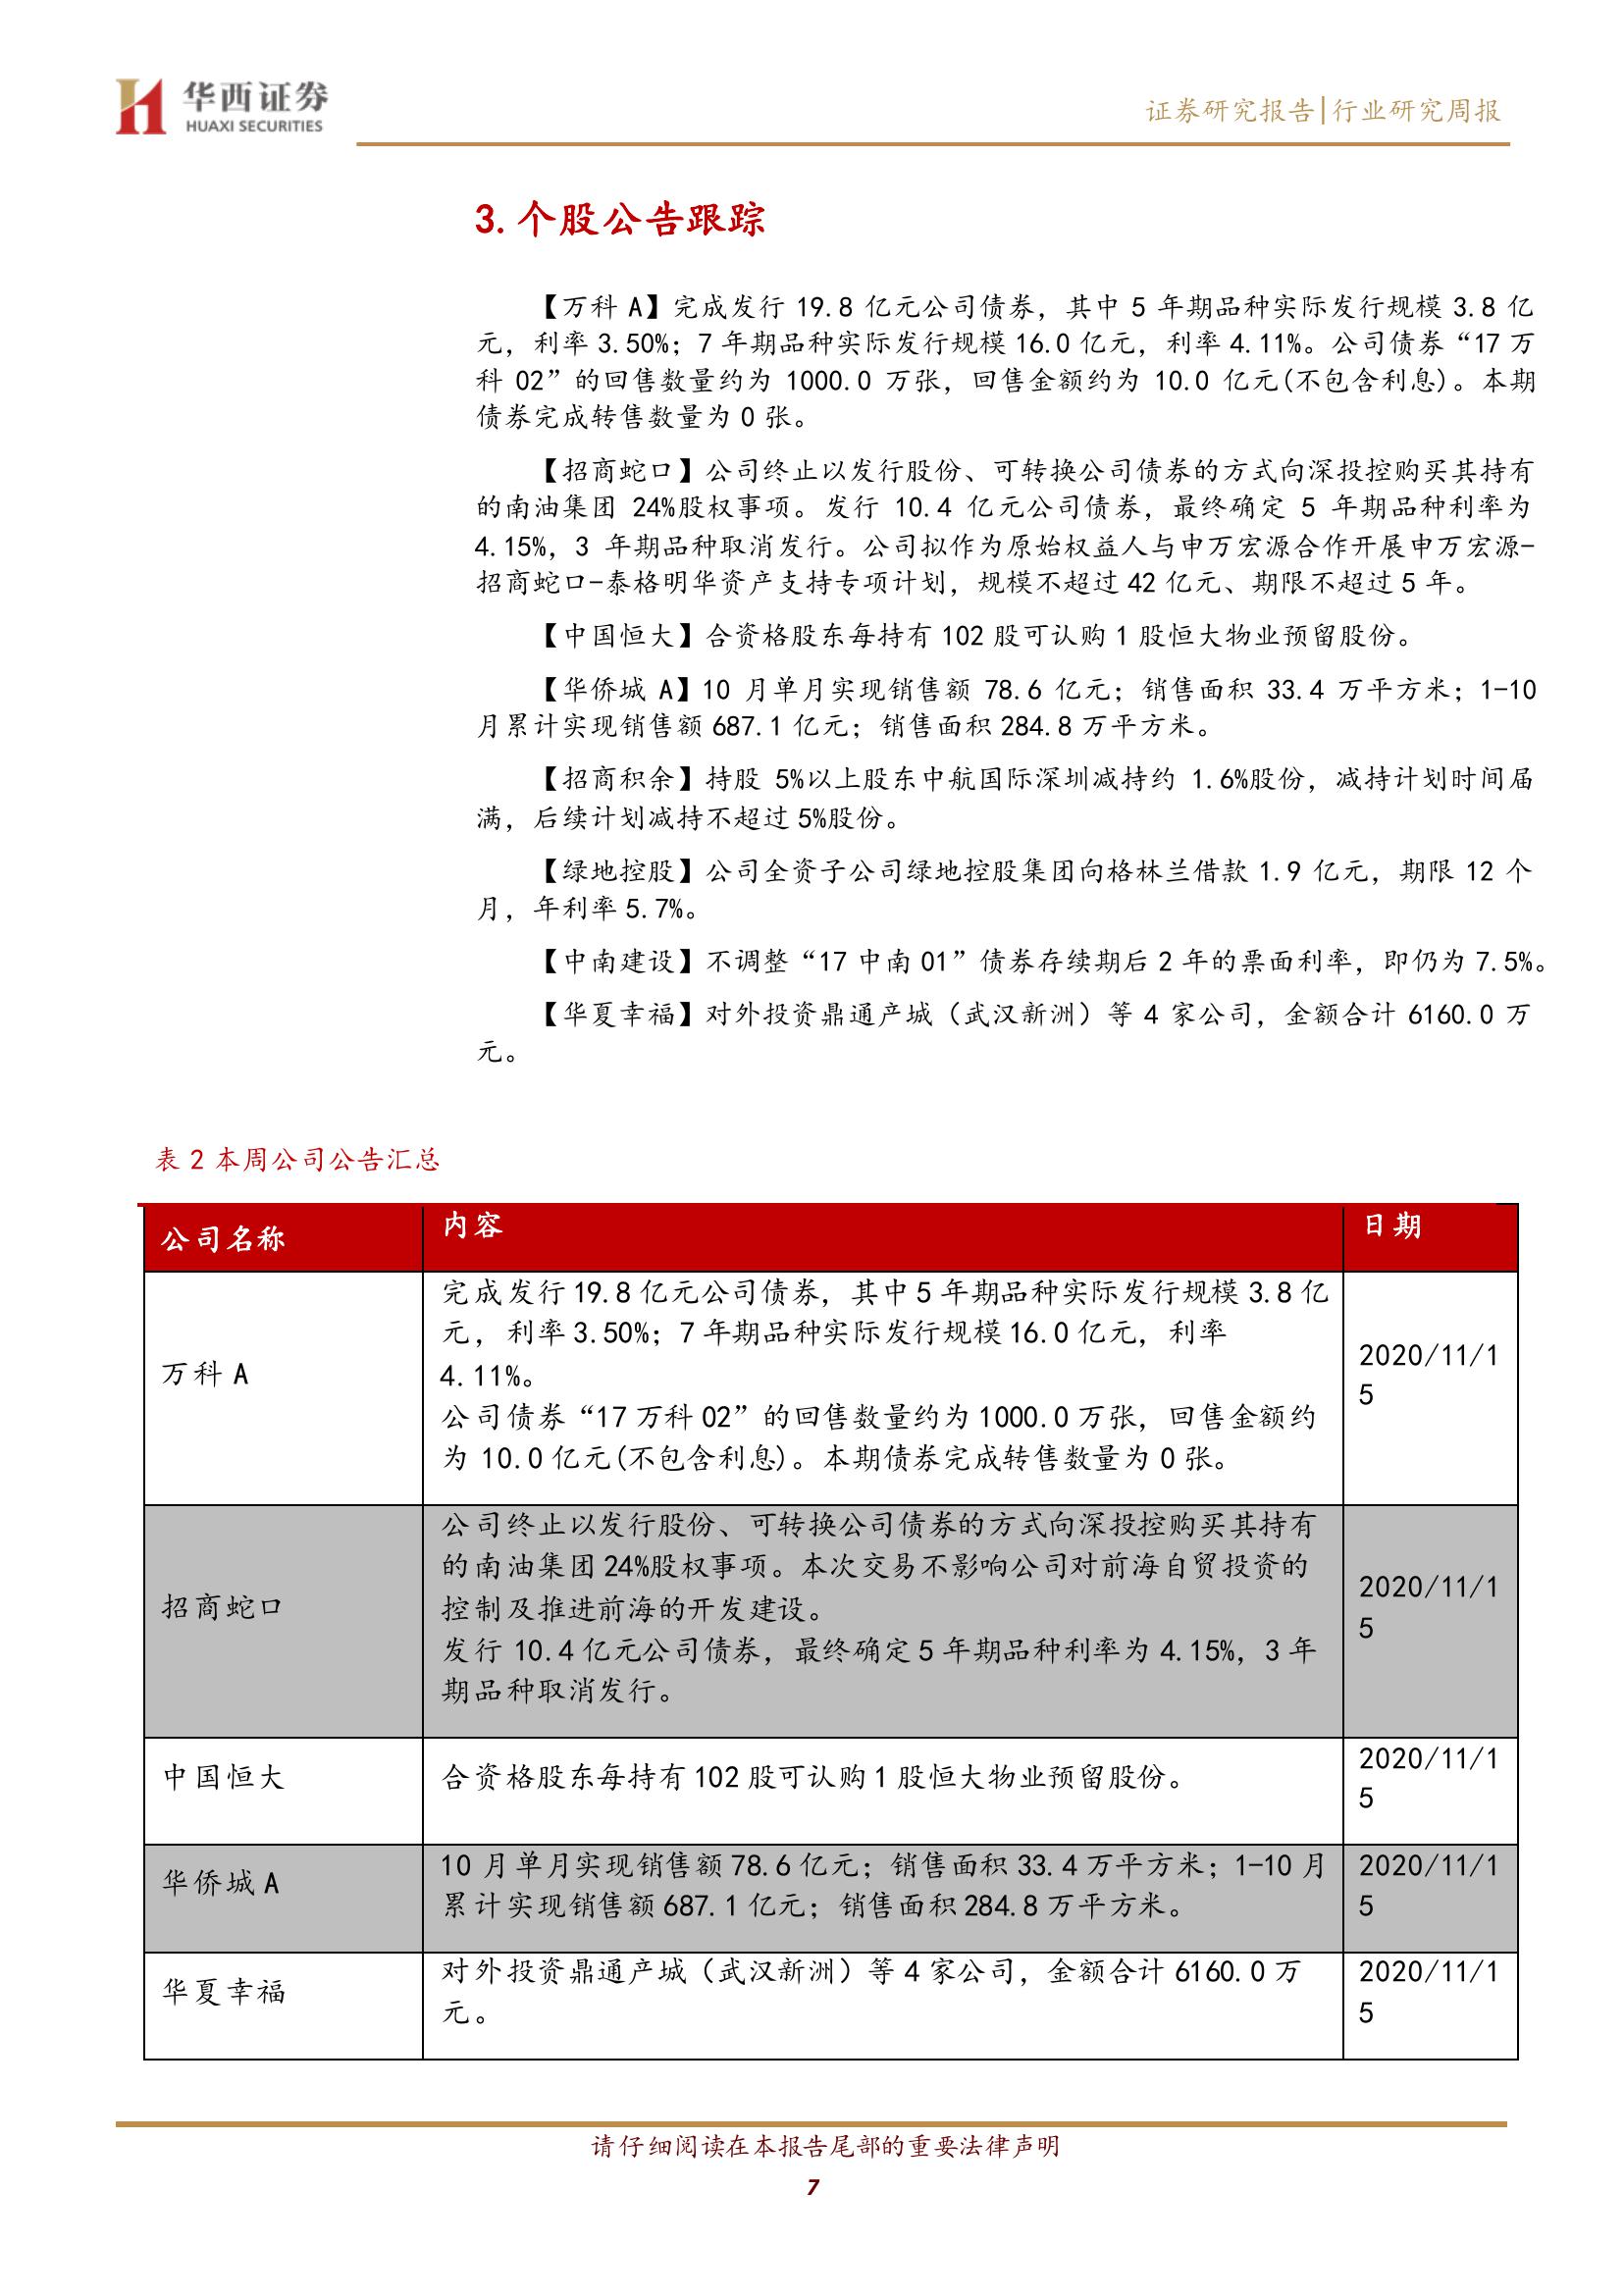 华西证券
HUAXI SECURITIES
证券研究报告|行业研究周报
3.个股公告跟踪
【万科 A】完成发行 19.8 亿元公司债券，其中 5 年期品种实际发行规模 3.8 亿
元，利率 3.50%；7 年期品种实际发行规模 16.0 亿元，利率 4.11%。公司债券“17 万
科 02”的回售数量约为 1000.0 万张，回售金额约为 10.0 亿元(不包含利息)。本期
债券完成转售数量为 0 张。
【招商蛇口】公司终止以发行股份、可转换公司债券的方式向深投控购买其持有
的南油集团 24%股权事项。发行 10.4 亿元公司债券，最终确定 5 年期品种利率为
4.15%，3 年期品种取消发行。公司拟作为原始权益人与申万宏源合作开展申万宏源-
招商蛇口-泰格明华资产支持专项计划，规模不超过 42 亿元、期限不超过 5 年。
【中国恒大】合资格股东每持有 102 股可认购 1 股恒大物业预留股份。
【华侨城 A】10 月单月实现销售额 78.6 亿元；销售面积 33.4 万平方米；1-10
月累计实现销售额 687.1 亿元；销售面积 284.8 万平方米。
【招商积余】持股 5%以上股东中航国际深圳减持约 1.6%股份，减持计划时间届
满，后续计划减持不超过 5%股份。
【绿地控股】公司全资子公司绿地控股集团向格林兰借款 1.9 亿元，期限 12 个
月，年利率 5.7%。
【中南建设】不调整“17 中南 01”债券存续期后 2 年的票面利率，即仍为 7.5%。
【华夏幸福】对外投资鼎通产城（武汉新洲）等 4 家公司，金额合计 6160.0 万
元。
表 2 本周公司公告汇总
公司名称
内容
日期
万科 A
完成发行 19.8 亿元公司债券，其中 5 年期品种实际发行规模 3.8 亿
元，利率 3.50%；7 年期品种实际发行规模 16.0 亿元，利率
4.11%。
公司债券“17 万科 02”的回售数量约为 1000.0 万张，回售金额约
为 10.0 亿元(不包含利息)。本期债券完成转售数量为 0 张。
2020/11/1
5
招商蛇口
公司终止以发行股份、可转换公司债券的方式向深投控购买其持有
的南油集团 24%股权事项。本次交易不影响公司对前海自贸投资的
控制及推进前海的开发建设。
发行 10.4 亿元公司债券，最终确定 5 年期品种利率为 4.15%，3 年
期品种取消发行。
2020/11/1
5
中国恒大
合资格股东每持有 102 股可认购 1 股恒大物业预留股份。
2020/11/1
5
华侨城 A
10 月单月实现销售额 78.6 亿元；销售面积 33.4 万平方米；1-10 月
累计实现销售额 687.1 亿元；销售面积 284.8 万平方米。
2020/11/1
5
华夏幸福
对外投资鼎通产城（武汉新洲）等 4 家公司，金额合计 6160.0 万
元。
2020/11/1
5
请仔细阅读在本报告尾部的重要法律声明
7